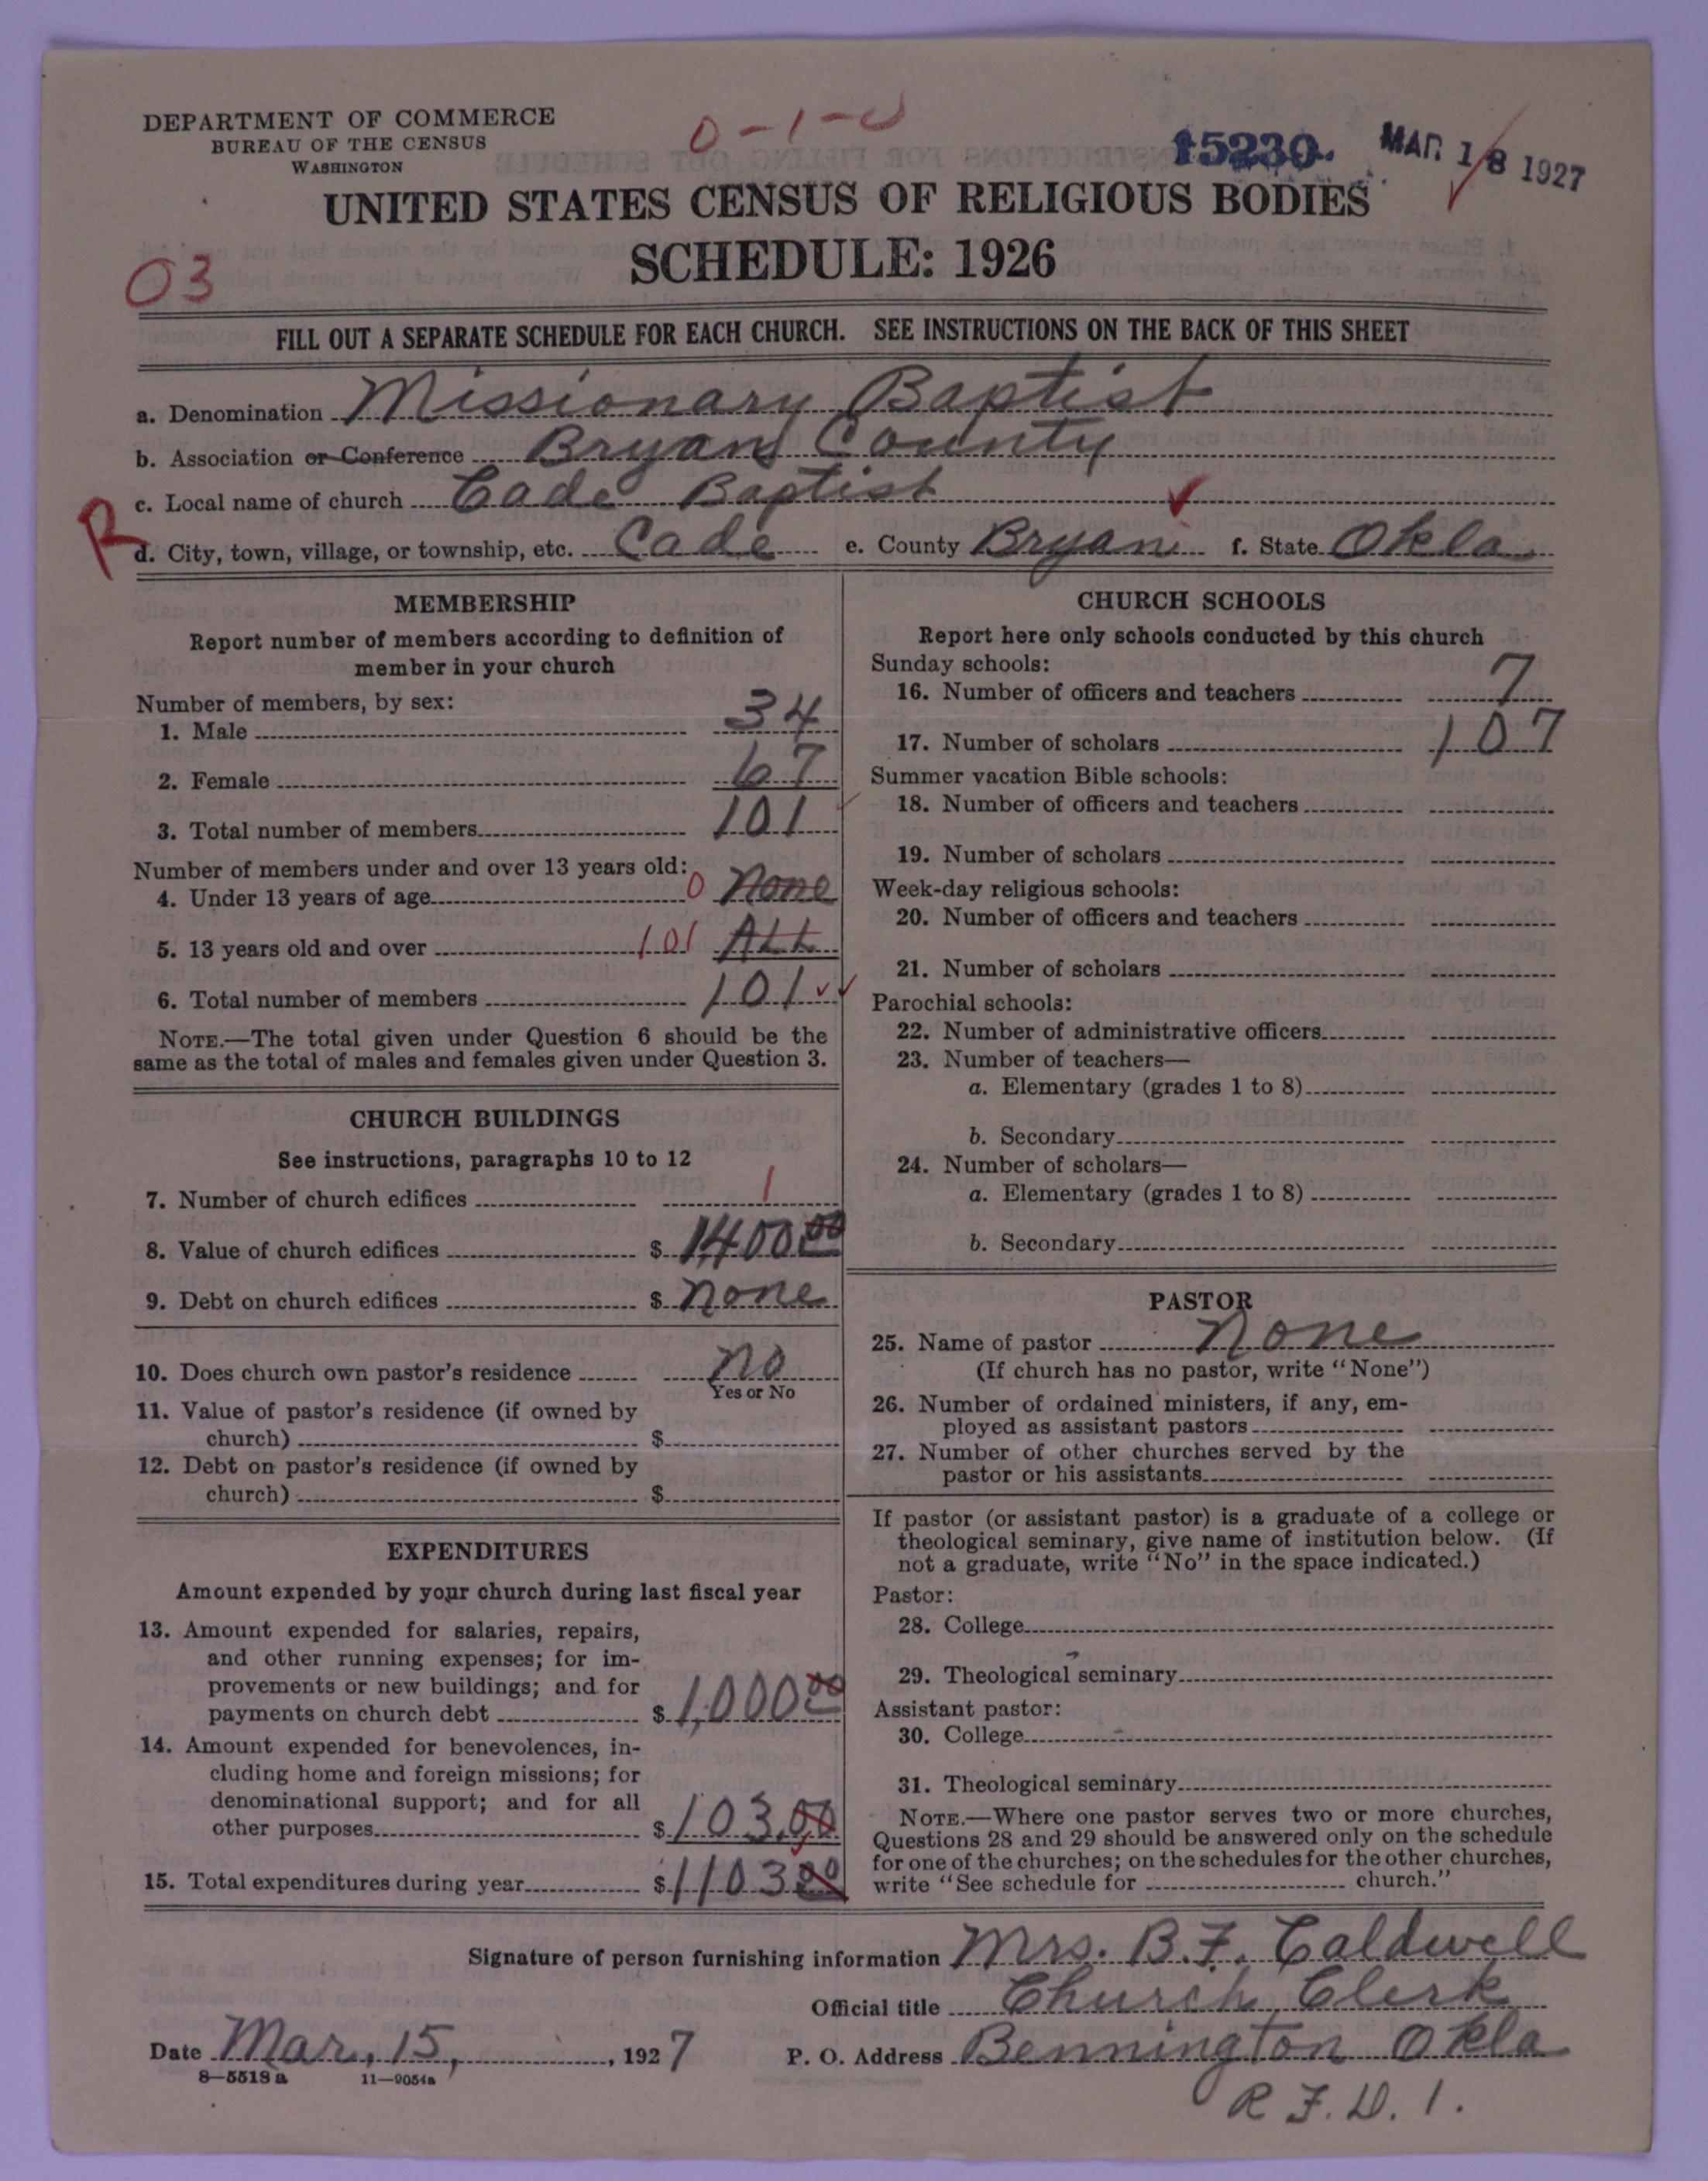 DEPARTMENT OF COMMERCE
BUREAU OF THE CENSUS
WASHINGTON
0-1-0
15230.
MAR 18 1927
UNITED STATES CENSUS OF RELIGIOUS BODIES
SCHEDULE: 1926
03
FILL OUT A SEPARATE SCHEDULE FOR EACH CHURCH. SEE INSTRUCTIONS ON THE BACK OF THIS SHEET
a. Denomination Missionary Baptist
b. Association or Conference Bryan County
c. Local name of church Cade Baptist
R
d. City, town, village, or township, etc. Cade e. County Bryan f. State Okla
MEMBERSHIP
Report number of members according to definition of
member in your church
Number of members, by sex:
1. Male 34
2. Female 67
3. Total number of members 101
Number of members under and over 13 years old:
4. Under 13 years of age 0 None
5. 13 years old and over 101 ALL
6. Total number of members 101
NOTE.—The total given under Question 6 should be the
same as the total of males and females given under Question 3.
CHURCH BUILDINGS
See instructions, paragraphs 10 to 12
7. Number of church edifices 1
8. Value of church edifices $ 1400 00
9. Debt on church edifices $ none
10. Does church own pastor's residence no
Yes or No
11. Value of pastor's residence (if owned by
church) $
12. Debt on pastor's residence (if owned by
church) $
EXPENDITURES
Amount expended by your church during last fiscal year
13. Amount expended for salaries, repairs,
and other running expenses; for im-
provements or new buildings; and for
payments on church debt $ 1,000 00
14. Amount expended for benevolences, in-
cluding home and foreign missions; for
denominational support; and for all
other purposes $ 103.00
15. Total expenditures during year $ 1103 00
CHURCH SCHOOLS
Report here only schools conducted by this church
Sunday schools:
16. Number of officers and teachers 7
17. Number of scholars 107
Summer vacation Bible schools:
18. Number of officers and teachers
19. Number of scholars
Week-day religious schools:
20. Number of officers and teachers
21. Number of scholars
Parochial schools:
22. Number of administrative officers
23. Number of teachers—
a. Elementary (grades 1 to 8)
b. Secondary
24. Number of scholars—
a. Elementary (grades 1 to 8)
b. Secondary
PASTOR
25. Name of pastor None
(If church has no pastor, write "None")
26. Number of ordained ministers, if any, em-
ployed as assistant pastors
27. Number of other churches served by the
pastor or his assistants
If pastor (or assistant pastor) is a graduate of a college or
theological seminary, give name of institution below. (If
not a graduate, write "No" in the space indicated.)
Pastor:
28. College
29. Theological seminary
Assistant pastor:
30. College
31. Theological seminary
NOTE.—Where one pastor serves two or more churches,
Questions 28 and 29 should be answered only on the schedule
for one of the churches; on the schedules for the other churches,
write "See schedule for church."
Signature of person furnishing information Mrs. B.F. Caldwell
Official title Church Clerk
Date Mar, 15, 1927 P. O. Address Bennington Okla
8—5518 a 11—9054a
R F.D. 1.